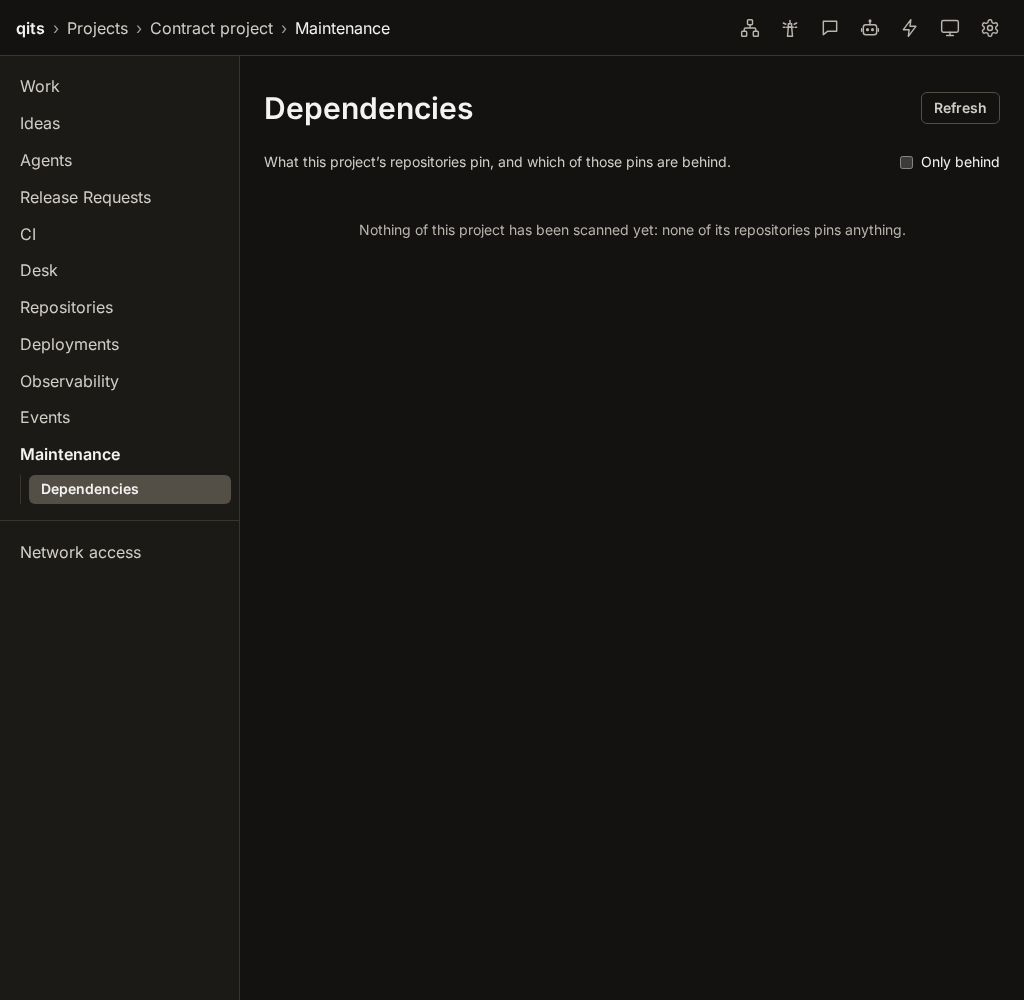 qits › Projects › Contract project › Maintenance
Work
Ideas
Agents
Release Requests
CI
Desk
Repositories
Deployments
Observability
Events
Maintenance
Dependencies
Network access
Dependencies
Refresh
What this project’s repositories pin, and which of those pins are behind.
Only behind
Nothing of this project has been scanned yet: none of its repositories pins anything.